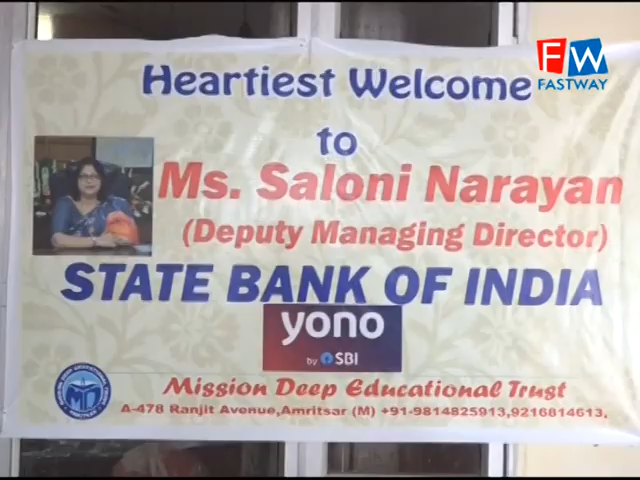 FW
FASTWAY
Heartiest Welcome
to
Ms. Saloni Narayan
(Deputy Managing Director)
STATE BANK OF INDIA
yono
by SBI
Mission Deep Educational Trust
A-478 Ranjit Avenue,Amritsar (M) +91-9814825913,9216814613,